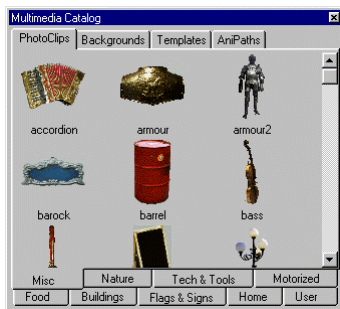 Multimedia Catalog
PhotoClips Backgrounds Templates AniPaths
accordion armour armour2
barock barrel bass
Misc Nature Tech & Tools Motorized
Food Buildings Flags & Signs Home User